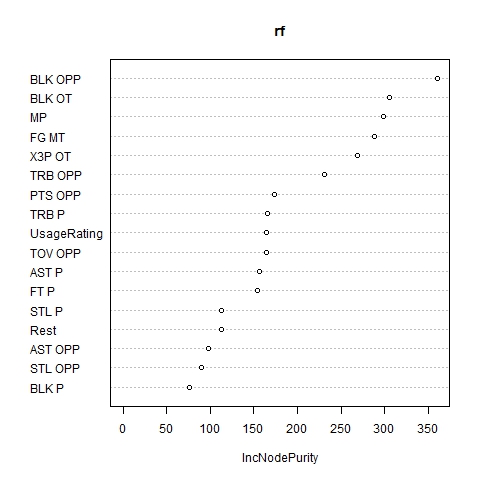 rf
BLK OPP
BLK OT
MP
FG MT
X3P OT
TRB OPP
PTS OPP
TRB P
UsageRating
TOV OPP
AST P
FT P
STL P
Rest
AST OPP
STL OPP
BLK P
0 50 100 150 200 250 300 350
IncNodePurity